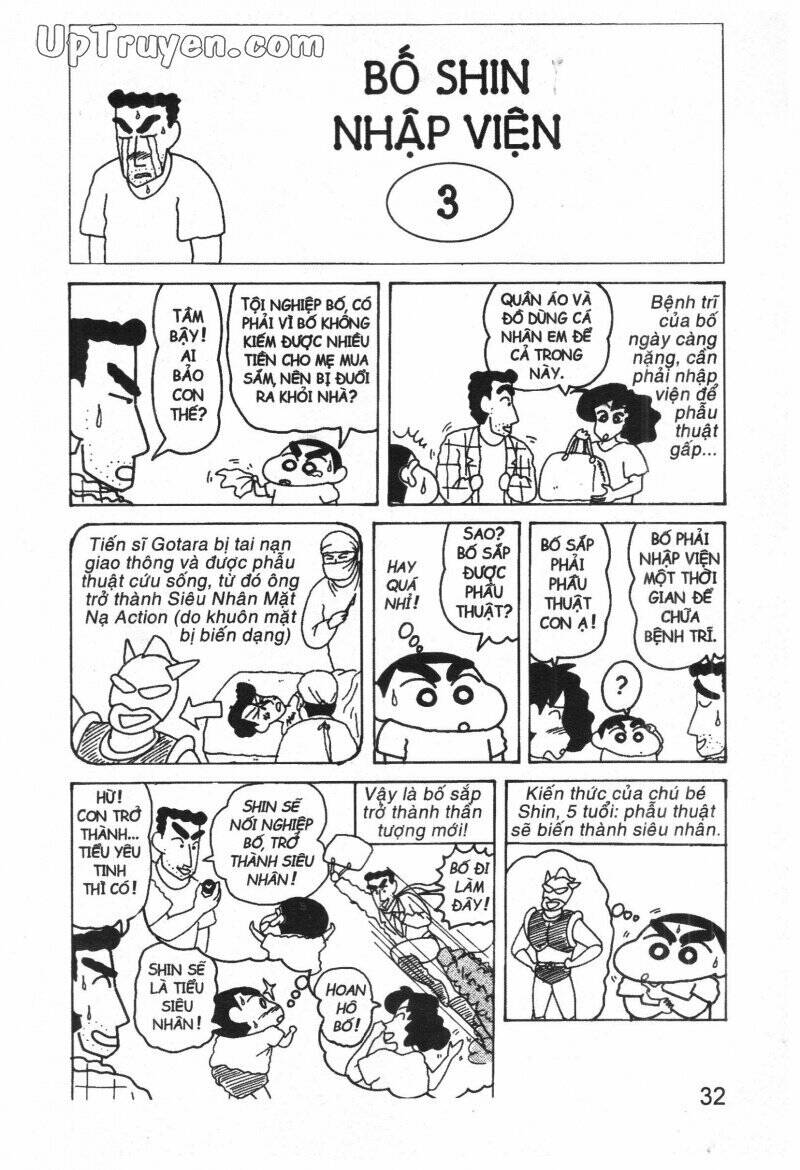 UpTruyen.com
BỐ SHIN
NHẬP VIỆN
3
Bệnh trĩ
của bố
ngày càng
nặng, cần
phải nhập
viện để
phẫu
thuật
gấp...
QUẦN ÁO VÀ
ĐỒ DÙNG CÁ
NHÂN EM ĐỂ
CẢ TRONG
NÀY.
TỘI NGHIỆP BỐ, CÓ
PHẢI VÌ BỐ KHÔNG
KIẾM ĐƯỢC NHIỀU
TIỀN CHO MẸ MUA
SẮM, NÊN BỊ ĐUỔI
RA KHỎI NHÀ?
TẦM
BẬY!
AI
BẢO
CON
THẾ?
BỐ PHẢI
NHẬP VIỆN
MỘT THỜI
GIAN ĐỂ
CHỮA
BỆNH TRĨ.
BỐ SẮP
PHẢI
PHẪU
THUẬT
CON Ạ!
?
SAO?
BỐ SẮP
ĐƯỢC
PHẪU
THUẬT?
HAY
QUÁ
NHỈ!
Tiến sĩ Gotara bị tai nạn
giao thông và được phẫu
thuật cứu sống, từ đó ông
trở thành Siêu Nhân Mặt
Nạ Action (do khuôn mặt
bị biến dạng)
Kiến thức của chú bé
Shin, 5 tuổi: phẫu thuật
sẽ biến thành siêu nhân.
Vậy là bố sắp
trở thành thần
tượng mới!
BỐ ĐI
LÀM
ĐÂY!
HOAN
HÔ
BỐ!
SHIN SẼ
NỐI NGHIỆP
BỐ, TRỞ
THÀNH SIÊU
NHÂN!
SHIN SẼ
LÀ TIỂU
SIÊU
NHÂN!
HỪ!
CON TRỞ
THÀNH...
TIỂU YÊU
TINH
THÌ CÓ!
32